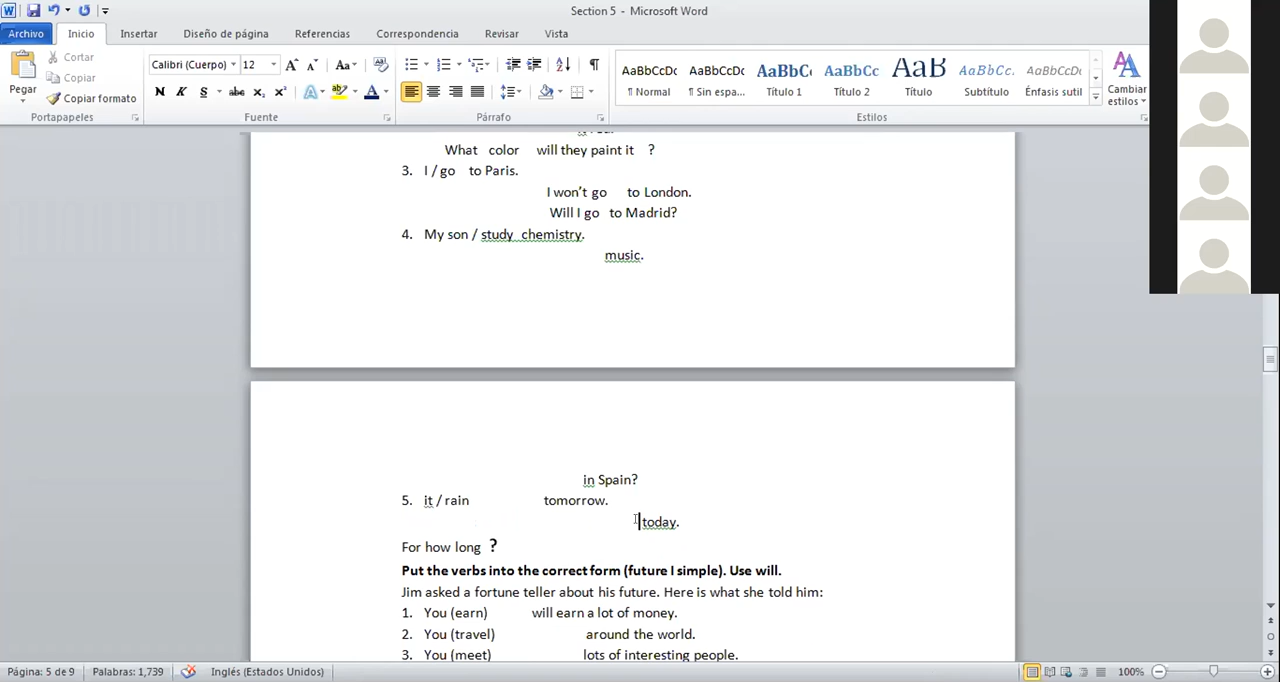 Section 5 - Microsoft Word
Archivo Inicio Insertar Diseño de página Referencias Correspondencia Revisar Vista
Pegar
Cortar
Copiar
Copiar formato
Portapapeles
Calibri (Cuerpo) 12
N K S abc x₂ x²
Fuente
Párrafo
AaBbCcDc AaBbCcDc AaBbC AaBbCc AaB AaBbCc. AaBbCcDc
¶ Normal ¶ Sin espa... Título 1 Título 2 Título Subtítulo Énfasis sutil
Cambiar estilos
Estilos
What color will they paint it ?
3. I / go to Paris.
I won't go to London.
Will I go to Madrid?
4. My son / study chemistry.
music.
in Spain?
5. it / rain tomorrow.
today.
For how long ?
Put the verbs into the correct form (future I simple). Use will.
Jim asked a fortune teller about his future. Here is what she told him:
1. You (earn) will earn a lot of money.
2. You (travel) around the world.
3. You (meet) lots of interesting people.
Página: 5 de 9 Palabras: 1,739 Inglés (Estados Unidos) 100%